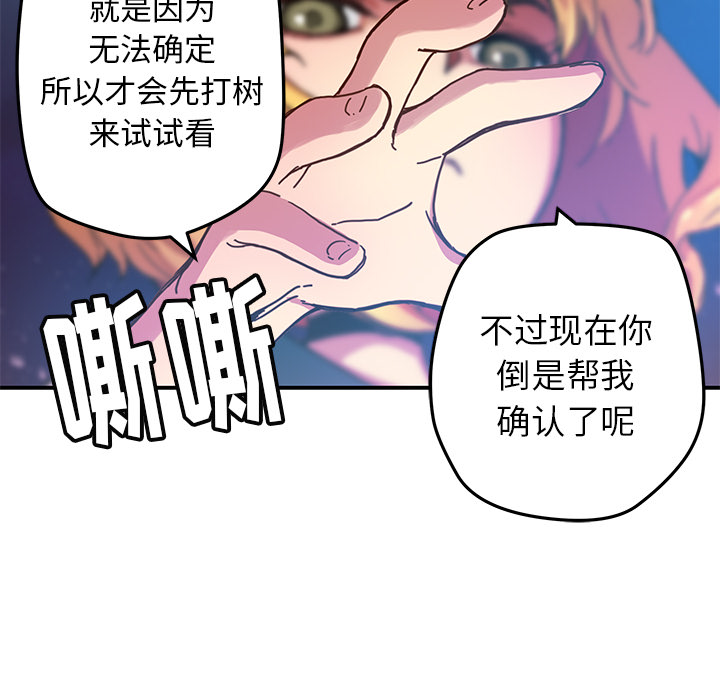 就是因为
无法确定
所以才会先打树
来试试看
嘶嘶
不过现在你
倒是帮我
确认了呢